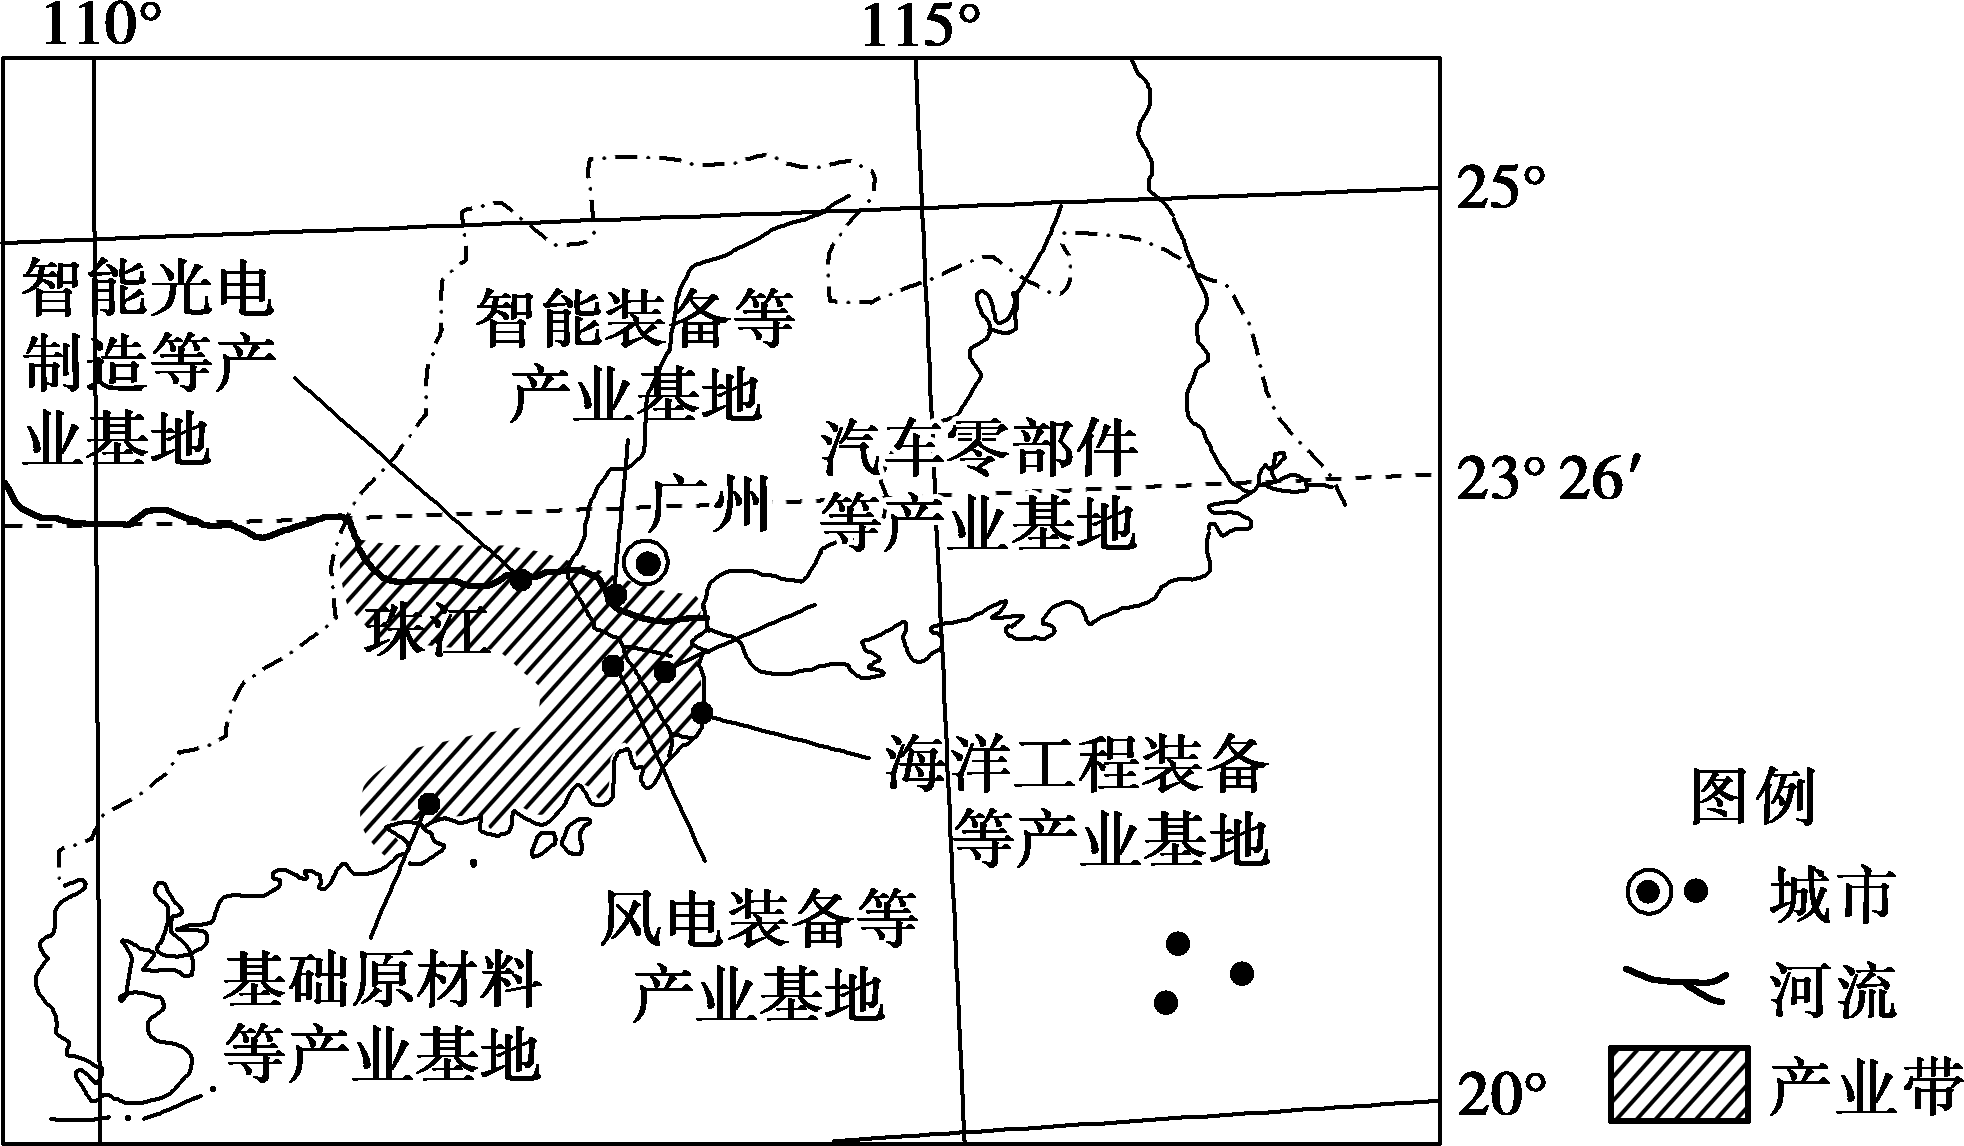 110°
115°
25°
智能光电
制造等产
业基地
智能装备等
产业基地
汽车零部件
等产业基地
23°26′
广州
珠江
海洋工程装备
等产业基地
风电装备等
产业基地
基础原材料
等产业基地
20°
图例
城市
河流
产业带